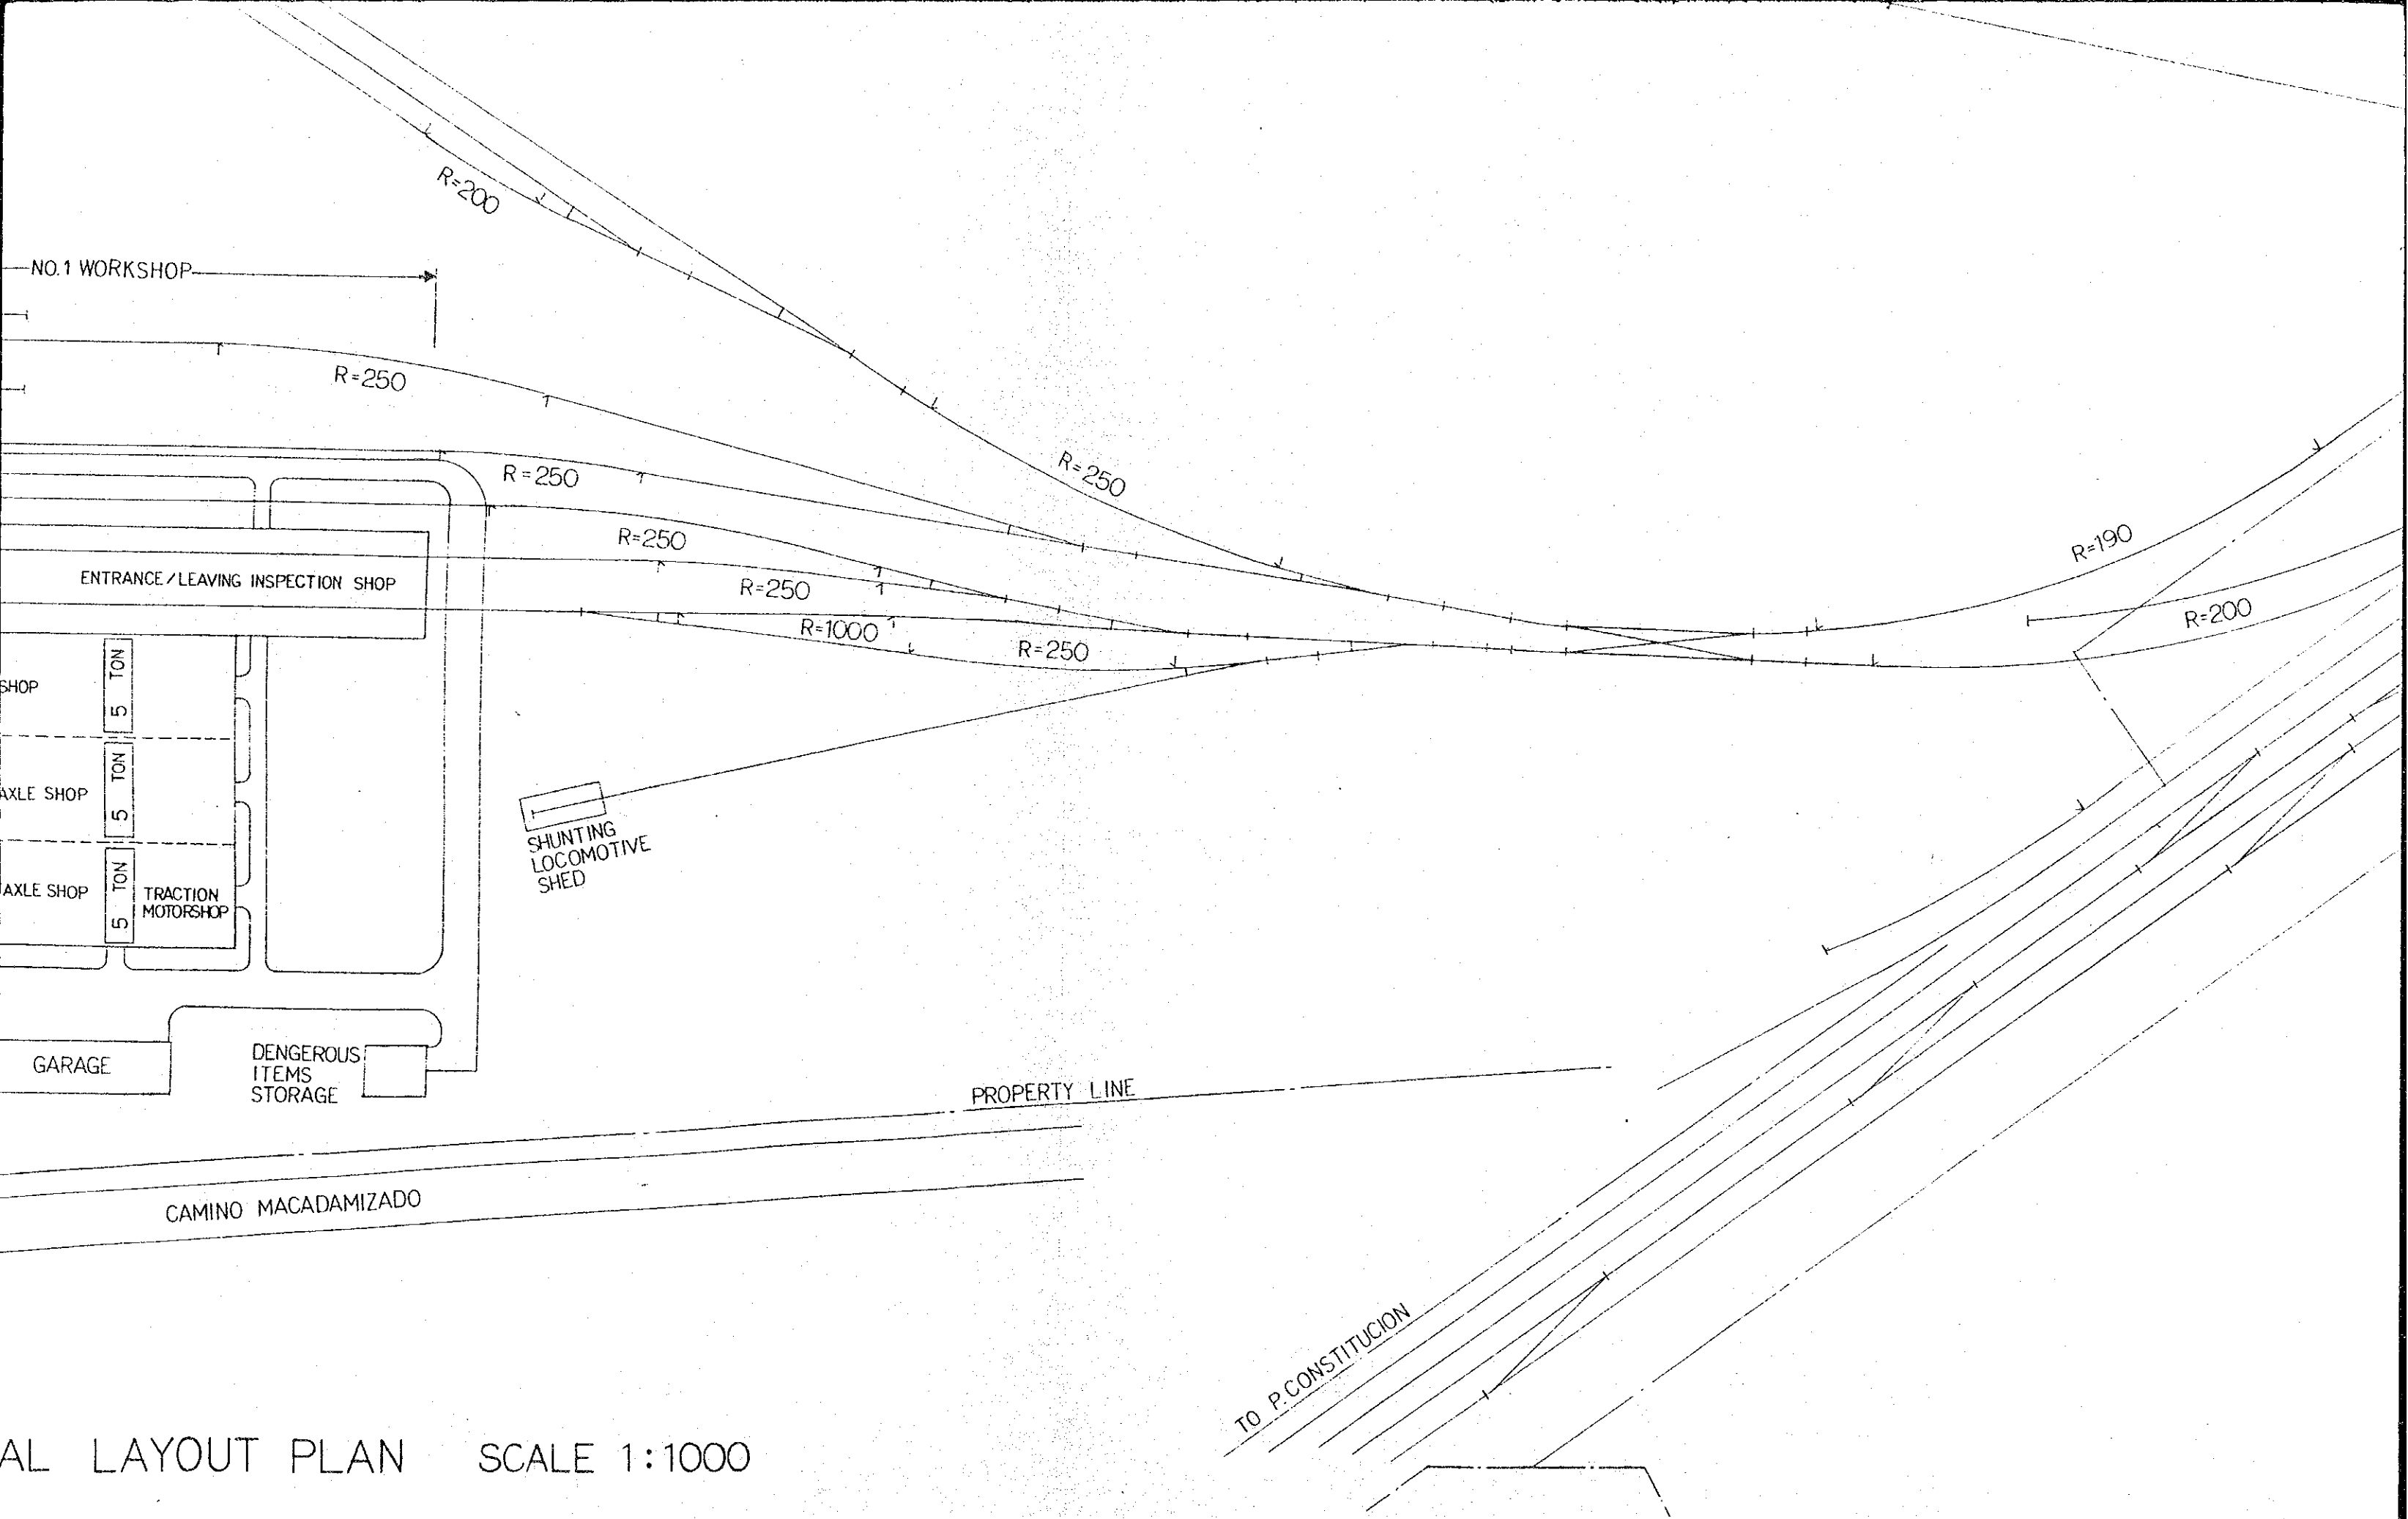 R=200
NO.1 WORKSHOP
R=250
R=250
R=250
R=250
R=190
ENTRANCE/LEAVING INSPECTION SHOP
R=250
R=1000
R=250
R=200
SHOP
5 TON
AXLE SHOP
5 TON
SHUNTING
LOCOMOTIVE
SHED
AXLE SHOP
5 TON
TRACTION
MOTORSHOP
GARAGE
DENGEROUS
ITEMS
STORAGE
PROPERTY LINE
CAMINO MACADAMIZADO
TO P.CONSTITUCION
AL LAYOUT PLAN SCALE 1:1000